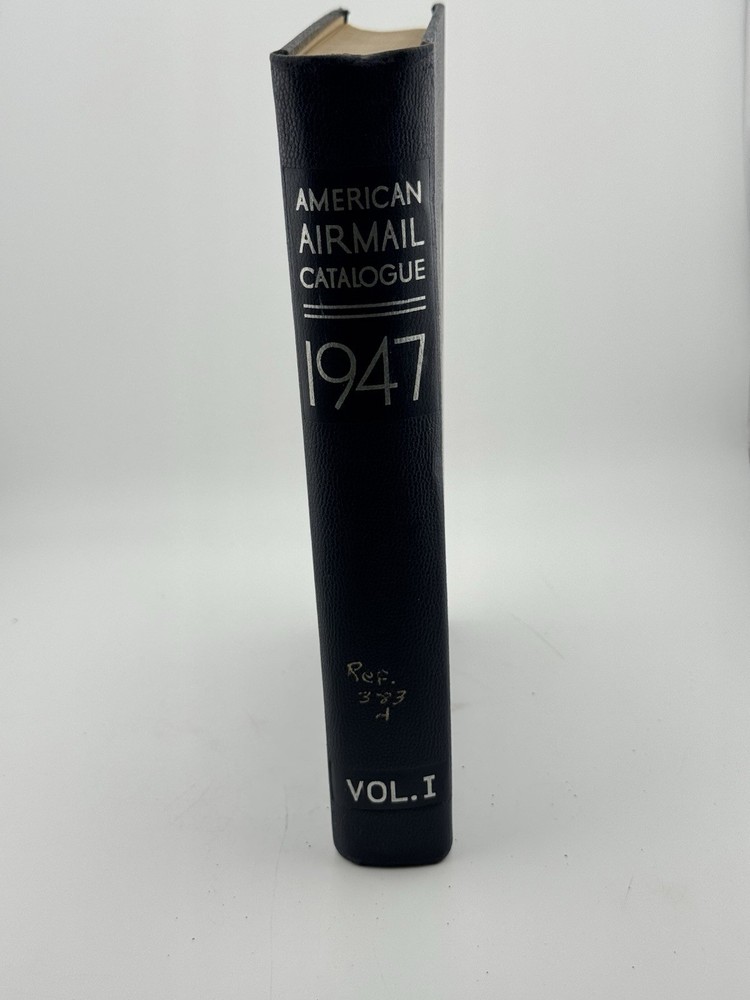 AMERICAN
AIRMAIL
CATALOGUE
1947
Ref.
383
A
VOL.I